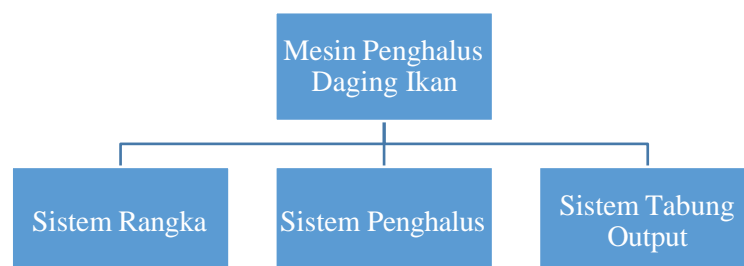 Mesin Penghalus
Daging Ikan
Sistem Rangka
Sistem Penghalus
Sistem Tabung
Output